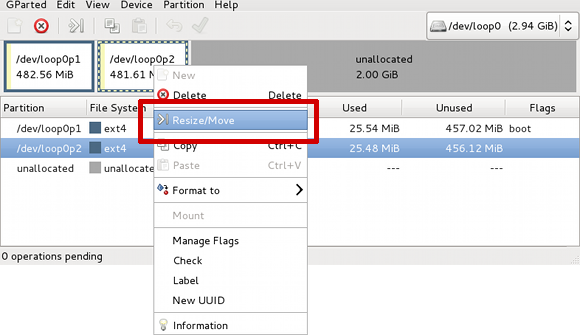 GParted Edit View Device Partition Help
/dev/loop0 (2.94 GiB)
/dev/loop0p1
482.56 MiB
/dev/loop0p2
481.61 M
unallocated
2.00 GiB
New
Delete Delete
Resize/Move
Copy Ctrl+C
Paste Ctrl+V
Format to
Mount
Manage Flags
Check
Label
New UUID
Information
Partition File System Used Unused Flags
/dev/loop0p1 ext4 25.54 MiB 457.02 MiB boot
/dev/loop0p2 ext4 25.48 MiB 456.12 MiB
unallocated unallocated --- ---
0 operations pending